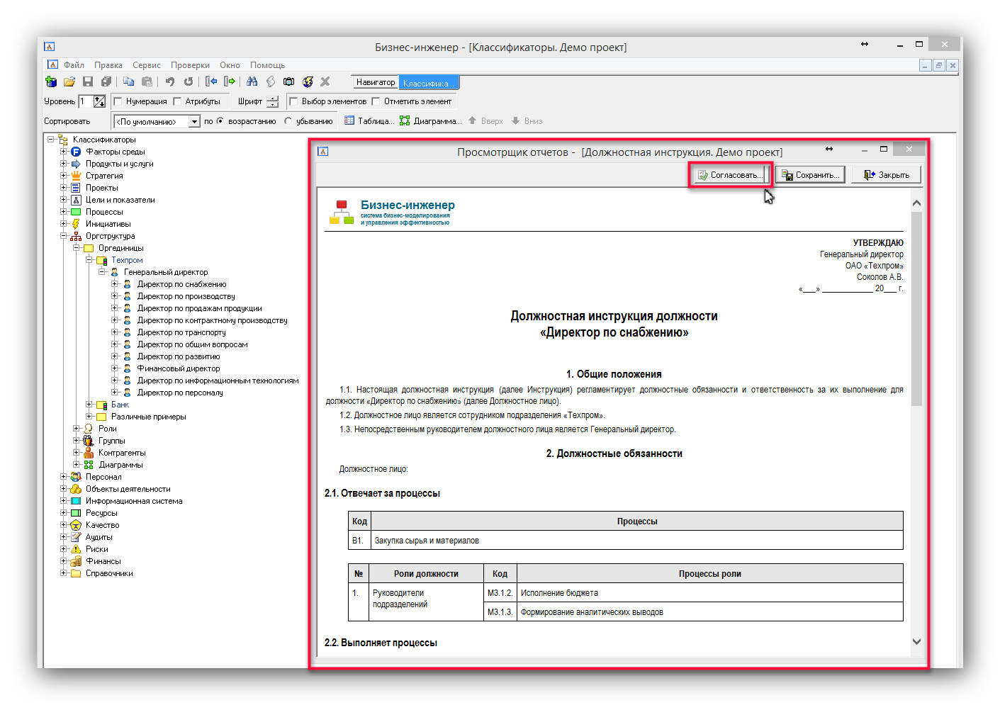 Бизнес-инженер - [Классификаторы. Демо проект]
Файл Правка Сервис Проверки Окно Помощь
Навигатор Классифика...
Уровень 1 Нумерация Атрибуты Шрифт Выбор элементов Отметить элемент
Сортировать <По умолчанию> по возрастанию убыванию Таблица... Диаграмма... Вверх Вниз
Классификаторы
Факторы среды
Продукты и услуги
Стратегия
Проекты
Цели и показатели
Процессы
Инициативы
Оргструктура
Оргединицы
Техпром
Генеральный директор
Директор по снабжению
Директор по производству
Директор по продажам продукции
Директор по контрактному производству
Директор по транспорту
Директор по общим вопросам
Директор по развитию
Финансовый директор
Директор по информационным технологиям
Директор по персоналу
Банк
Различные примеры
Роли
Группы
Контрагенты
Диаграммы
Персонал
Объекты деятельности
Информационная система
Ресурсы
Качество
Аудиты
Риски
Финансы
Справочники
Просмотрщик отчетов - [Должностная инструкция. Демо проект]
Согласовать... Сохранить... Закрыть
Бизнес-инженер
система бизнес-моделирования
и управления эффективностью
УТВЕРЖДАЮ
Генеральный директор
ОАО «Техпром»
Соколов А.В.
«___» ____________ 20___ г.
Должностная инструкция должности
«Директор по снабжению»
1. Общие положения
1.1. Настоящая должностная инструкция (далее Инструкция) регламентирует должностные обязанности и ответственность за их выполнение для
должности «Директор по снабжению» (далее Должностное лицо).
1.2. Должностное лицо является сотрудником подразделения «Техпром».
1.3. Непосредственным руководителем должностного лица является Генеральный директор.
2. Должностные обязанности
Должностное лицо:
2.1. Отвечает за процессы
Код Процессы
В1. Закупка сырья и материалов
№ Роли должности Код Процессы роли
1. Руководители М3.1.2. Исполнение бюджета
подразделений
М3.1.3. Формирование аналитических выводов
2.2. Выполняет процессы